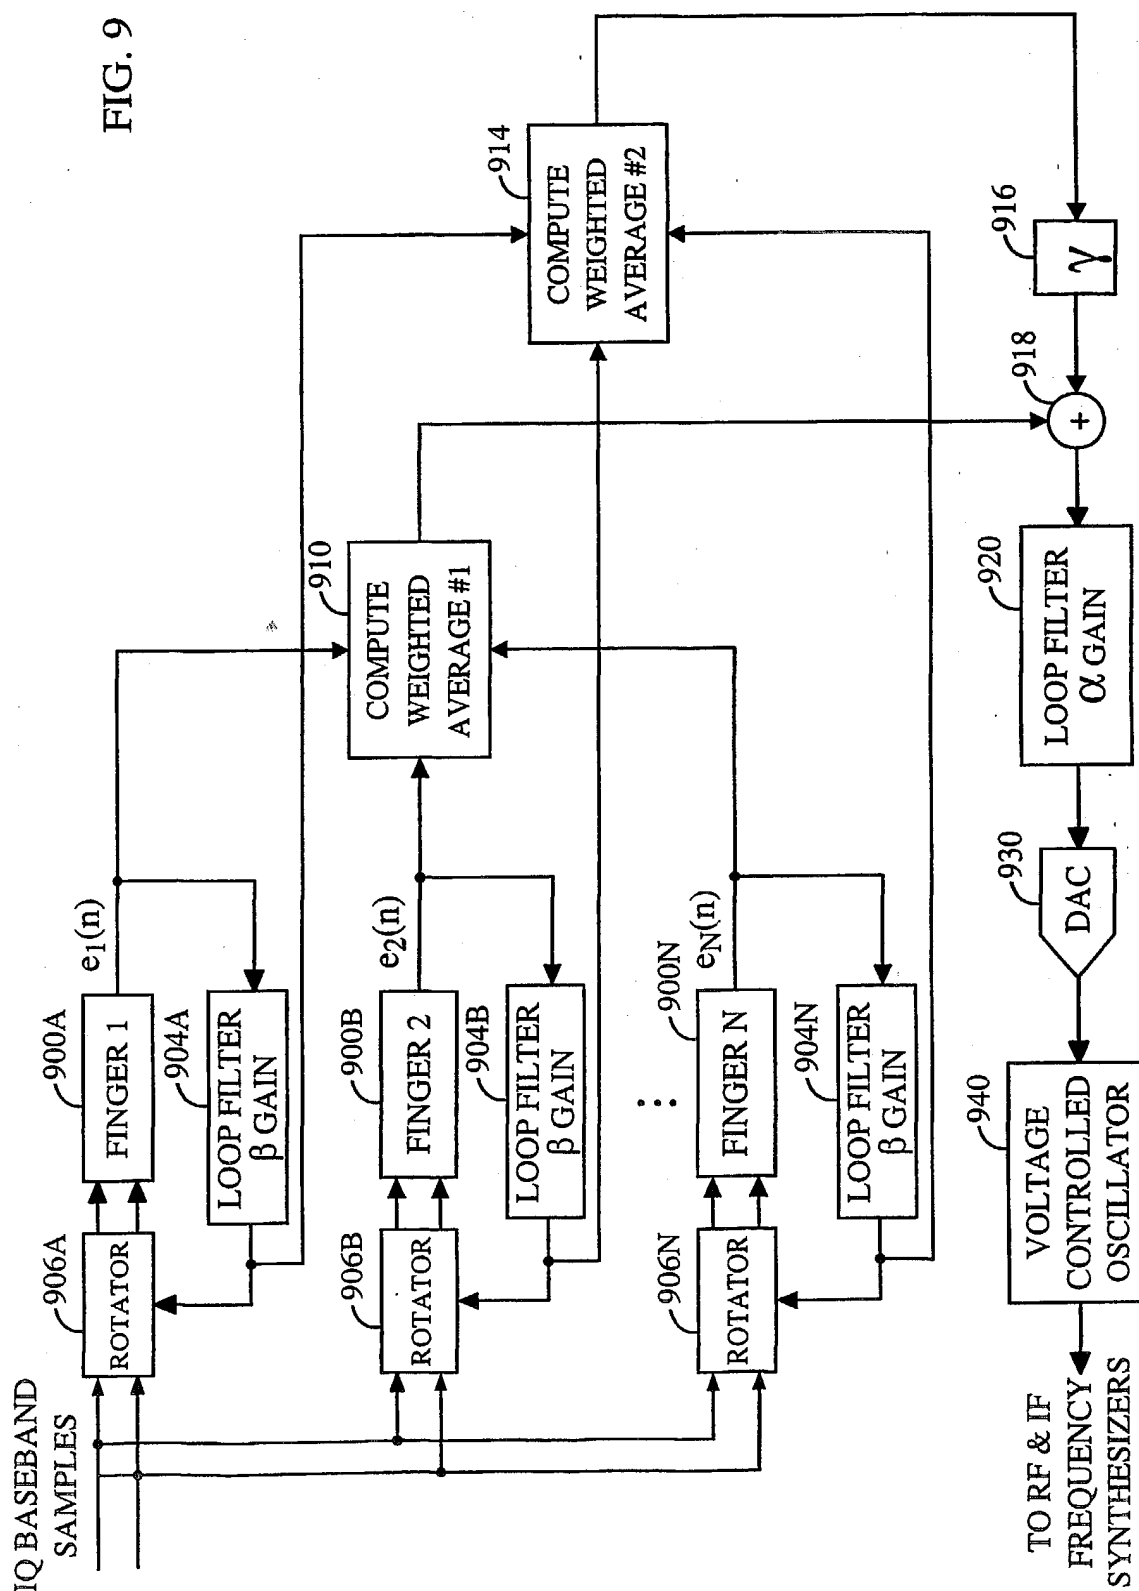 FIG. 9
IQ BASEBAND
SAMPLES
906A
ROTATOR
900A
FINGER 1
e1(n)
904A
LOOP FILTER
β GAIN
906B
ROTATOR
900B
FINGER 2
e2(n)
904B
LOOP FILTER
β GAIN
...
906N
ROTATOR
900N
FINGER N
eN(n)
904N
LOOP FILTER
β GAIN
910
COMPUTE
WEIGHTED
AVERAGE #1
914
COMPUTE
WEIGHTED
AVERAGE #2
916
γ
918
+
920
LOOP FILTER
α GAIN
930
DAC
940
VOLTAGE
CONTROLLED
OSCILLATOR
TO RF & IF
FREQUENCY
SYNTHESIZERS